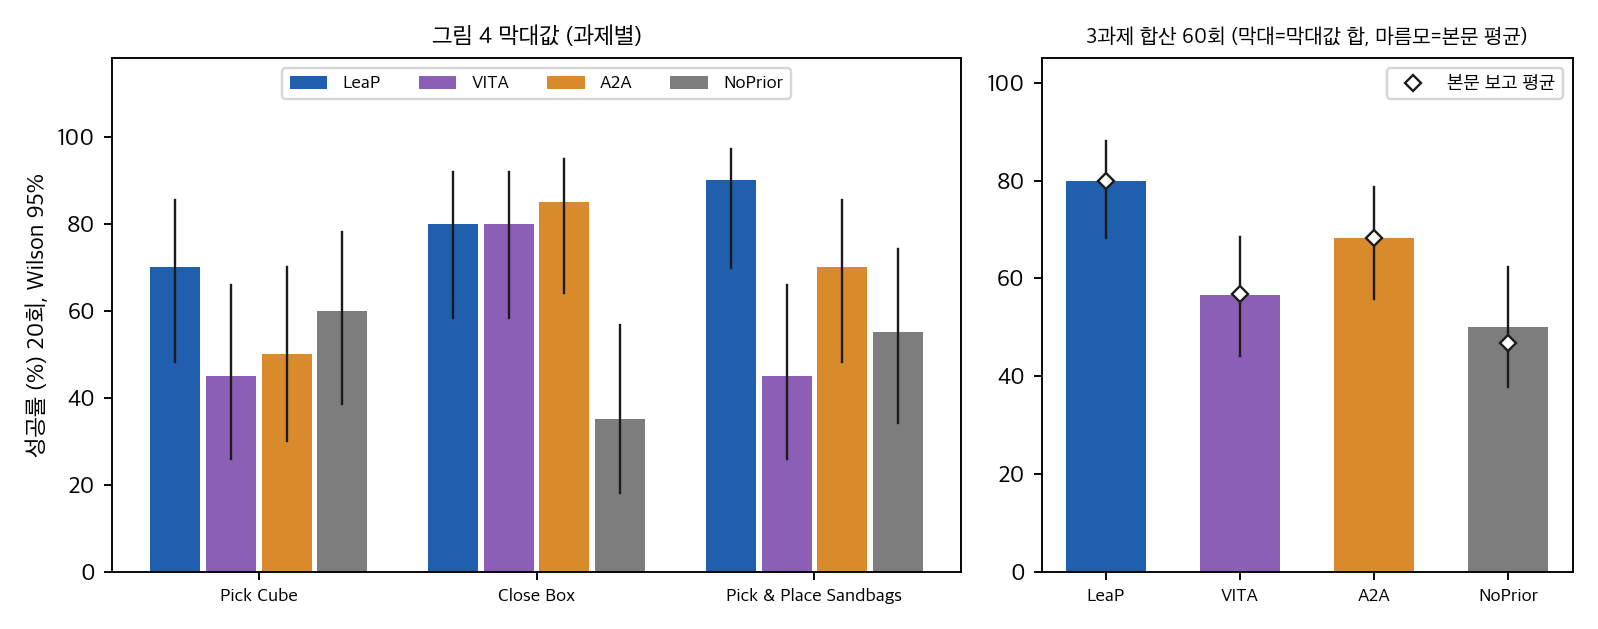 그림 4 막대값 (과제별)
LeaP
VITA
A2A
NoPrior
성공률 (%) 20회, Wilson 95%
100
80
60
40
20
0
Pick Cube
Close Box
Pick & Place Sandbags
3과제 합산 60회 (막대=막대값 합, 마름모=본문 평균)
본문 보고 평균
100
80
60
40
20
0
LeaP
VITA
A2A
NoPrior